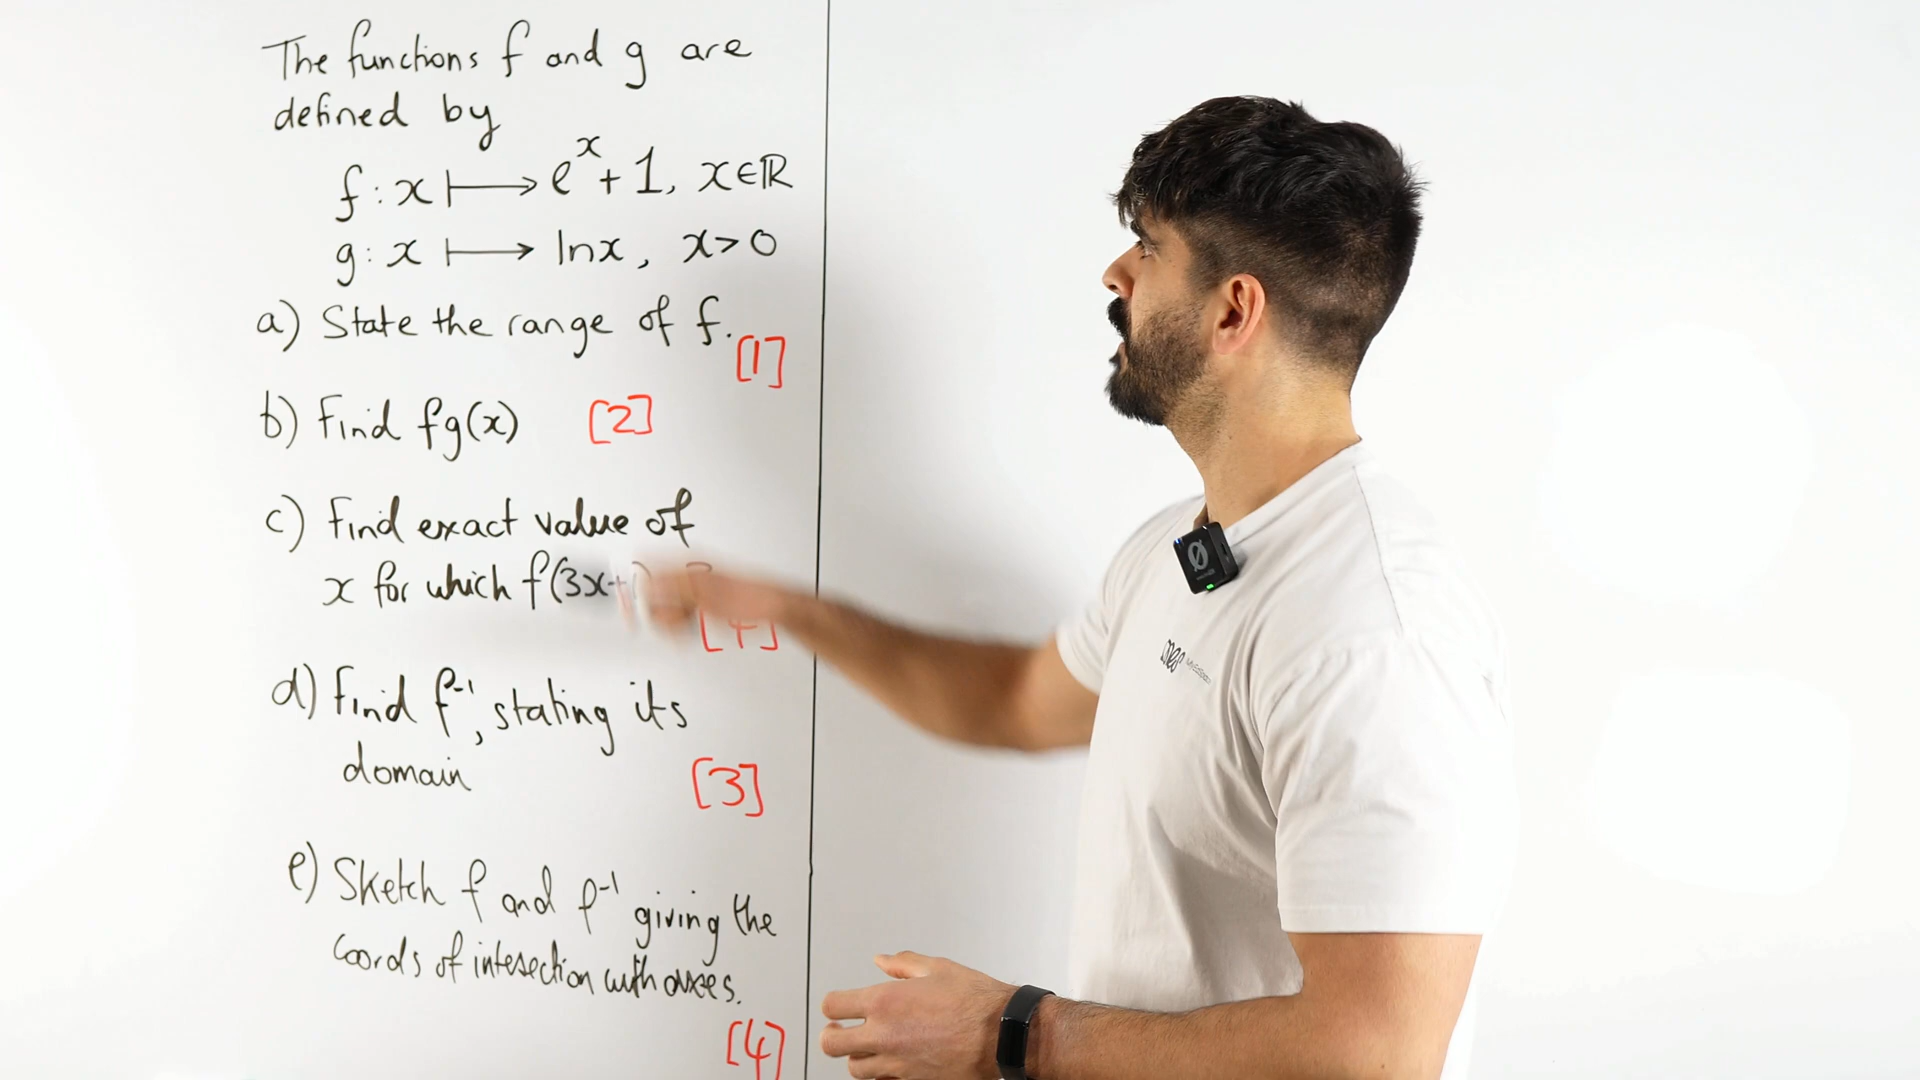 The functions f and g are
defined by
f : x ↦ e^x + 1, x ∈ ℝ
g : x ↦ ln x, x > 0
a) State the range of f.
[1]
b) Find fg(x) [2]
c) Find exact value of
x for which f(3x+
[4]
d) Find f⁻¹, stating its
domain
[3]
e) Sketch f and f⁻¹ giving the
coords of intesection with axes.
[4]